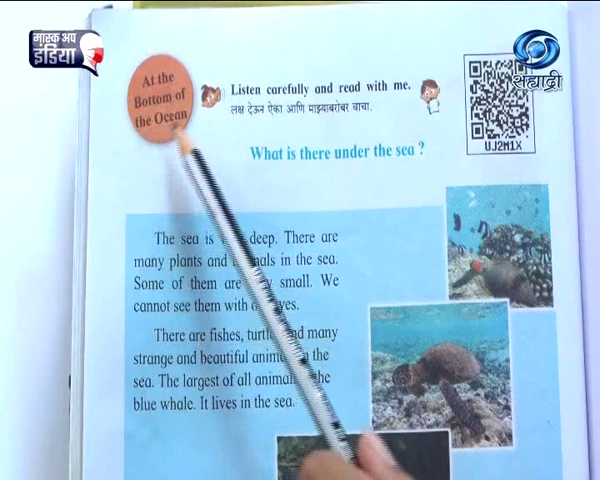 मास्क अप
इंडिया
सह्याद्री
At the
Bottom of
the Ocean
Listen carefully and read with me.
लक्ष देऊन ऐका आणि माझ्याबरोबर वाचा.
UJ2M1X
What is there under the sea ?
The sea is deep. There are
many plants and in the sea.
Some of them are small. We
cannot see them with
There are fishes, and many
strange and beautiful the
sea. The largest of all the
blue whale. It lives in the sea.